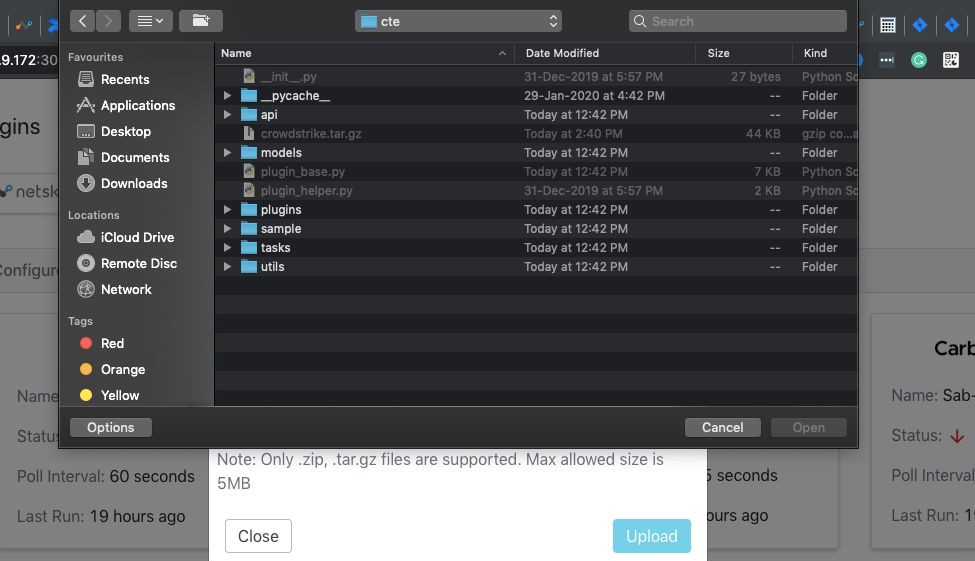 cte
Search
.9.172:30
Favourites
Recents
Applications
Desktop
Documents
Downloads
Locations
iCloud Drive
Remote Disc
Network
Tags
Red
Orange
Yellow
Name Date Modified Size Kind
__init__.py 31-Dec-2019 at 5:57 PM 27 bytes Python Sc
__pycache__ 29-Jan-2020 at 4:42 PM -- Folder
api Today at 12:42 PM -- Folder
crowdstrike.tar.gz Today at 2:40 PM 44 KB gzip co...a
models Today at 12:42 PM -- Folder
plugin_base.py Today at 12:42 PM 7 KB Python Sc
plugin_helper.py 31-Dec-2019 at 5:57 PM 2 KB Python Sc
plugins Today at 12:42 PM -- Folder
sample Today at 12:42 PM -- Folder
tasks Today at 12:42 PM -- Folder
utils Today at 12:42 PM -- Folder
Options Cancel Open
gins
netsk
Configure
Name
Status
Poll Interval: 60 seconds
Last Run: 19 hours ago
Note: Only .zip, .tar.gz files are supported. Max allowed size is
5MB
Close Upload
5 seconds
ours ago
Carb
Name: Sab-
Status:
Poll Interval
Last Run: 1